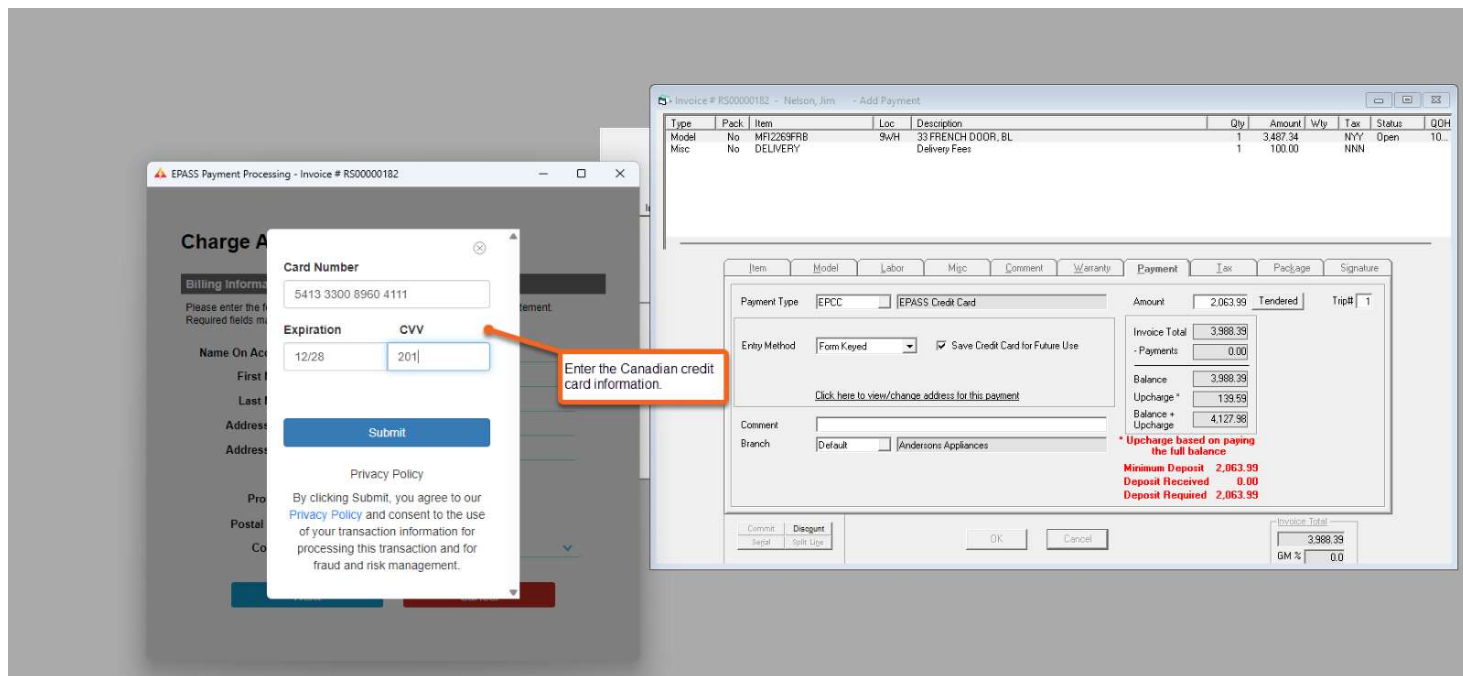 EPASS Payment Processing - Invoice # RS00000182
Charge A
Billing Informa
Please enter the f
tement.
Required fields m
Name On Acc
First
Last
Address
Address
Pro
Postal
Co
Card Number
5413 3300 8960 4111
Expiration CVV
12/28 201
Submit
Privacy Policy
By clicking Submit, you agree to our
Privacy Policy and consent to the use
of your transaction information for
processing this transaction and for
fraud and risk management.
Enter the Canadian credit
card information.
Invoice # RS00000182 - Nelson, Jim - Add Payment
Type Pack Item Loc Description Qty Amount Wty Tax Status QOH
Model No MFI2269FRB 9WH 33 FRENCH DOOR, BL 1 3,487.34 NYY Open 10...
Misc No DELIVERY Delivery Fees 1 100.00 NNN
Item Model Labor Misc Comment Warranty Payment Tax Package Signature
Payment Type EPCC EPASS Credit Card Amount 2,063.99 Tendered Trip# 1
Entry Method Form Keyed Save Credit Card for Future Use
Click here to view/change address for this payment
Comment
Branch Default Andersons Appliances
Invoice Total 3,988.39
- Payments 0.00
Balance 3,988.39
Upcharge * 139.59
Balance +
Upcharge 4,127.98
* Upcharge based on paying
the full balance
Minimum Deposit 2,063.99
Deposit Received 0.00
Deposit Required 2,063.99
Commit Discount
Serial Split Line
OK Cancel
Invoice Total
3,988.39
GM % 0.0